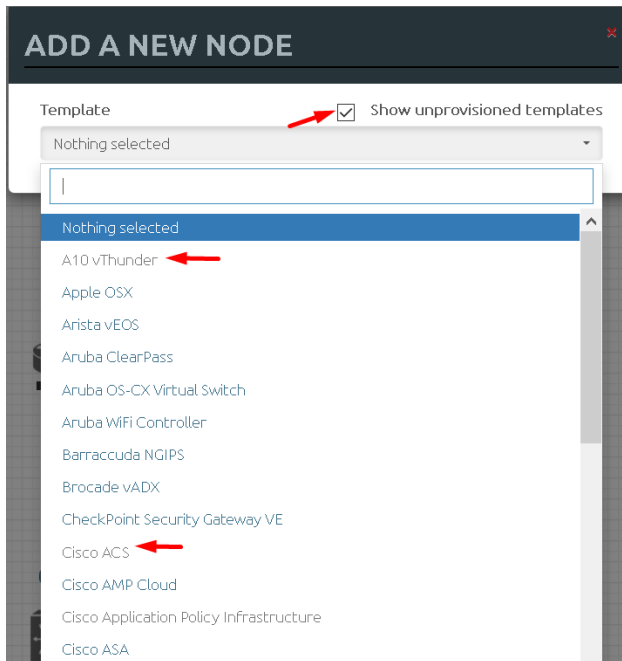 ADD A NEW NODE
Template
Show unprovisioned templates
Nothing selected
Nothing selected
A10 vThunder
Apple OSX
Arista vEOS
Aruba ClearPass
Aruba OS-CX Virtual Switch
Aruba WiFi Controller
Barraccuda NGIPS
Brocade vADX
CheckPoint Security Gateway VE
Cisco ACS
Cisco AMP Cloud
Cisco Application Policy Infrastructure
Cisco ASA